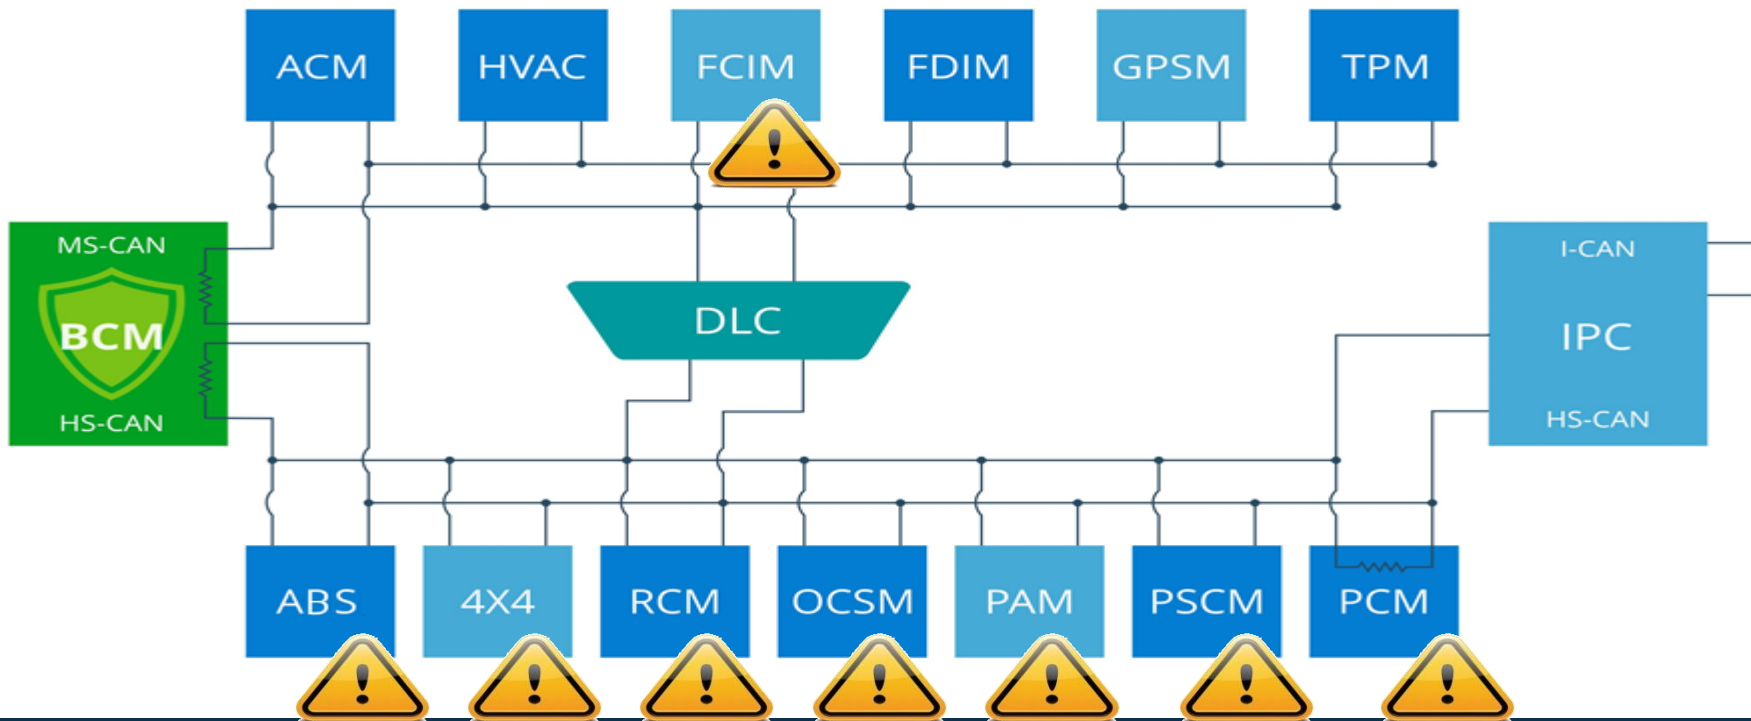 ACM
HVAC
FCIM
FDIM
GPSM
TPM
MS-CAN
BCM
HS-CAN
DLC
I-CAN
IPC
HS-CAN
ABS
4X4
RCM
OCSM
PAM
PSCM
PCM